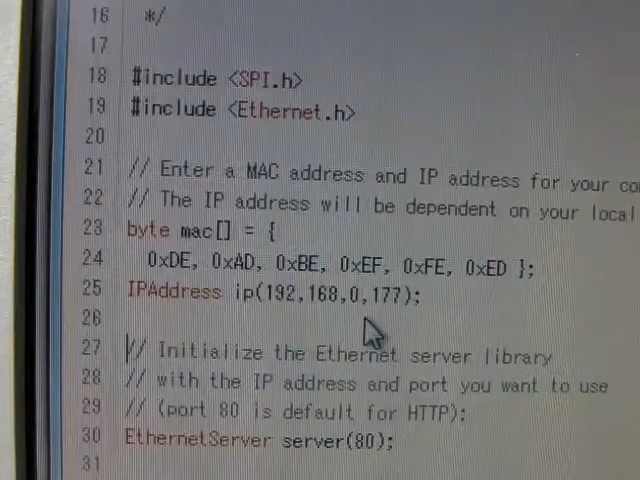 16 */
17
18 #include <SPI.h>
19 #include <Ethernet.h>
20
21 // Enter a MAC address and IP address for your co
22 // The IP address will be dependent on your local
23 byte mac[] = {
24 0xDE, 0xAD, 0xBE, 0xEF, 0xFE, 0xED };
25 IPAddress ip(192,168,0,177);
26
27 // Initialize the Ethernet server library
28 // with the IP address and port you want to use
29 // (port 80 is default for HTTP):
30 EthernetServer server(80);
31